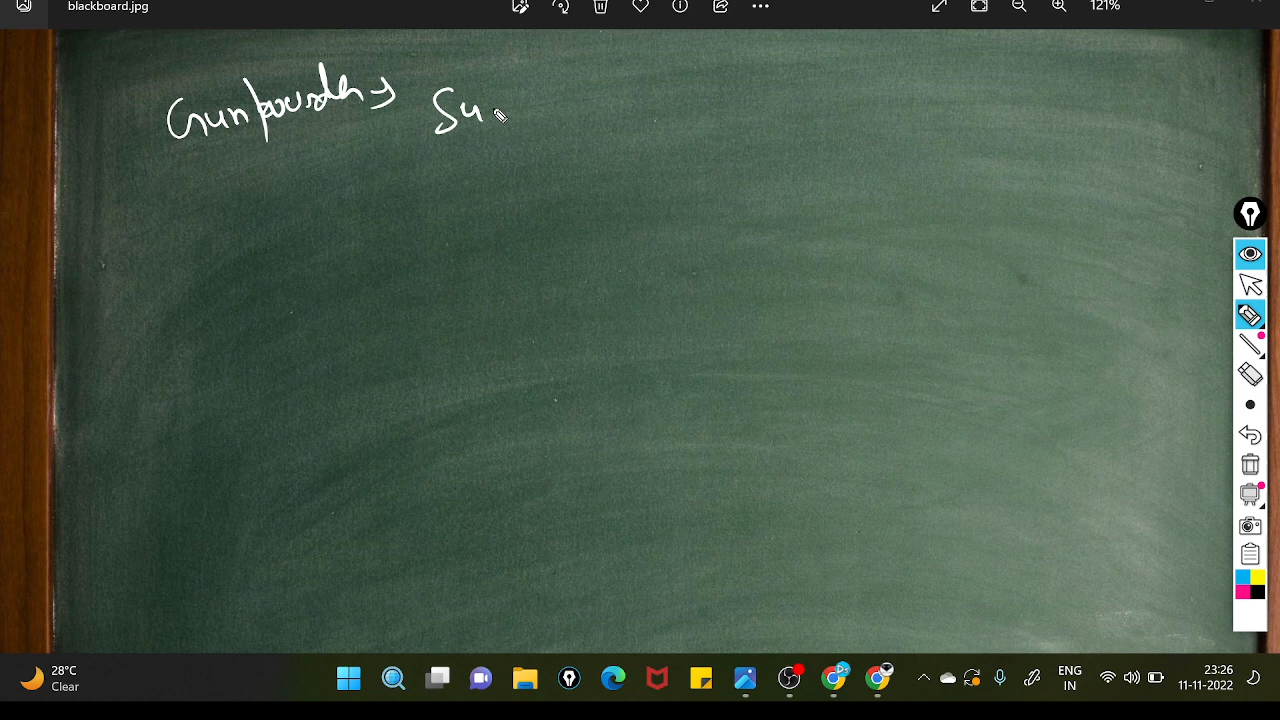 blackboard.jpg
121%
Gunpowder → Su
28°C
Clear
ENG
IN
23:26
11-11-2022